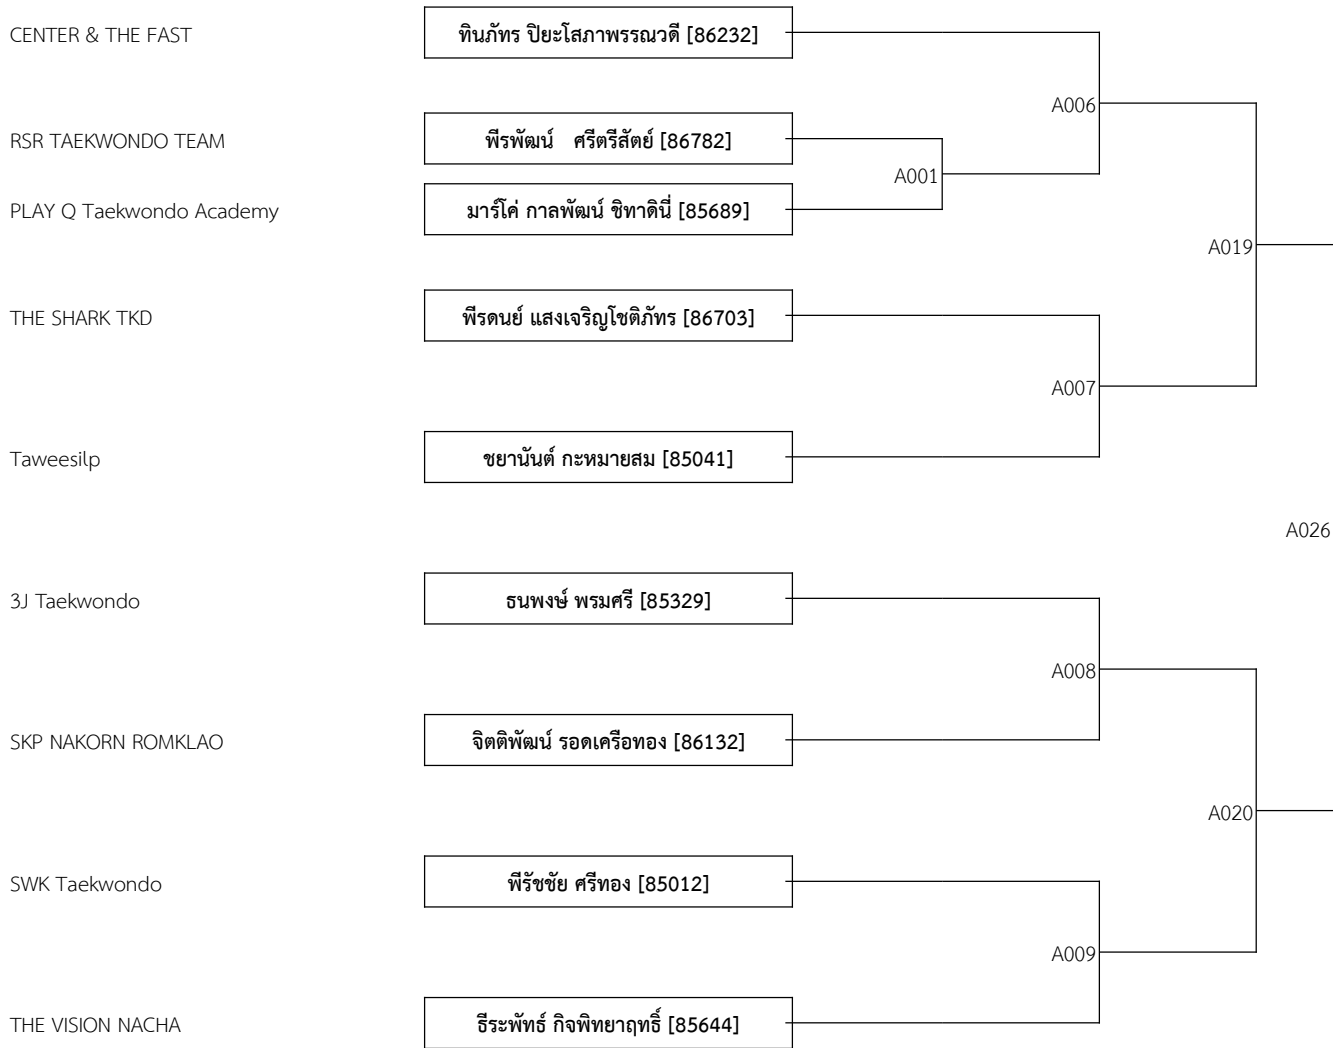 CENTER & THE FAST ทินภัทร ปิยะโสภาพรรณวดี [86232]
A006
RSR TAEKWONDO TEAM พีรพัฒน์   ศรีตรีสัตย์ [86782]
A001
PLAY Q Taekwondo Academy มาร์โค่ กาลพัฒน์ ชิทาดินี่ [85689]
A019
THE SHARK TKD พีรดนย์ แสงเจริญโชติภัทร [86703]
A007
Taweesilp ชยานันต์ กะหมายสม [85041]
A026
3J Taekwondo ธนพงษ์ พรมศรี [85329]
A008
SKP NAKORN ROMKLAO จิตติพัฒน์ รอดเครือทอง [86132]
A020
SWK Taekwondo พีรัชชัย ศรีทอง [85012]
A009
THE VISION NACHA ธีระพัทธ์ กิจพิทยาฤทธิ์ [85644]